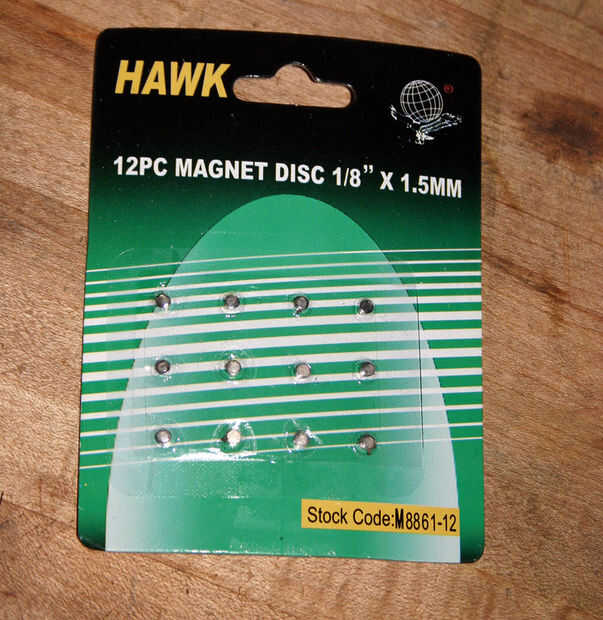 HAWK
®
12PC MAGNET DISC 1/8” X 1.5MM
Stock Code:M8861-12